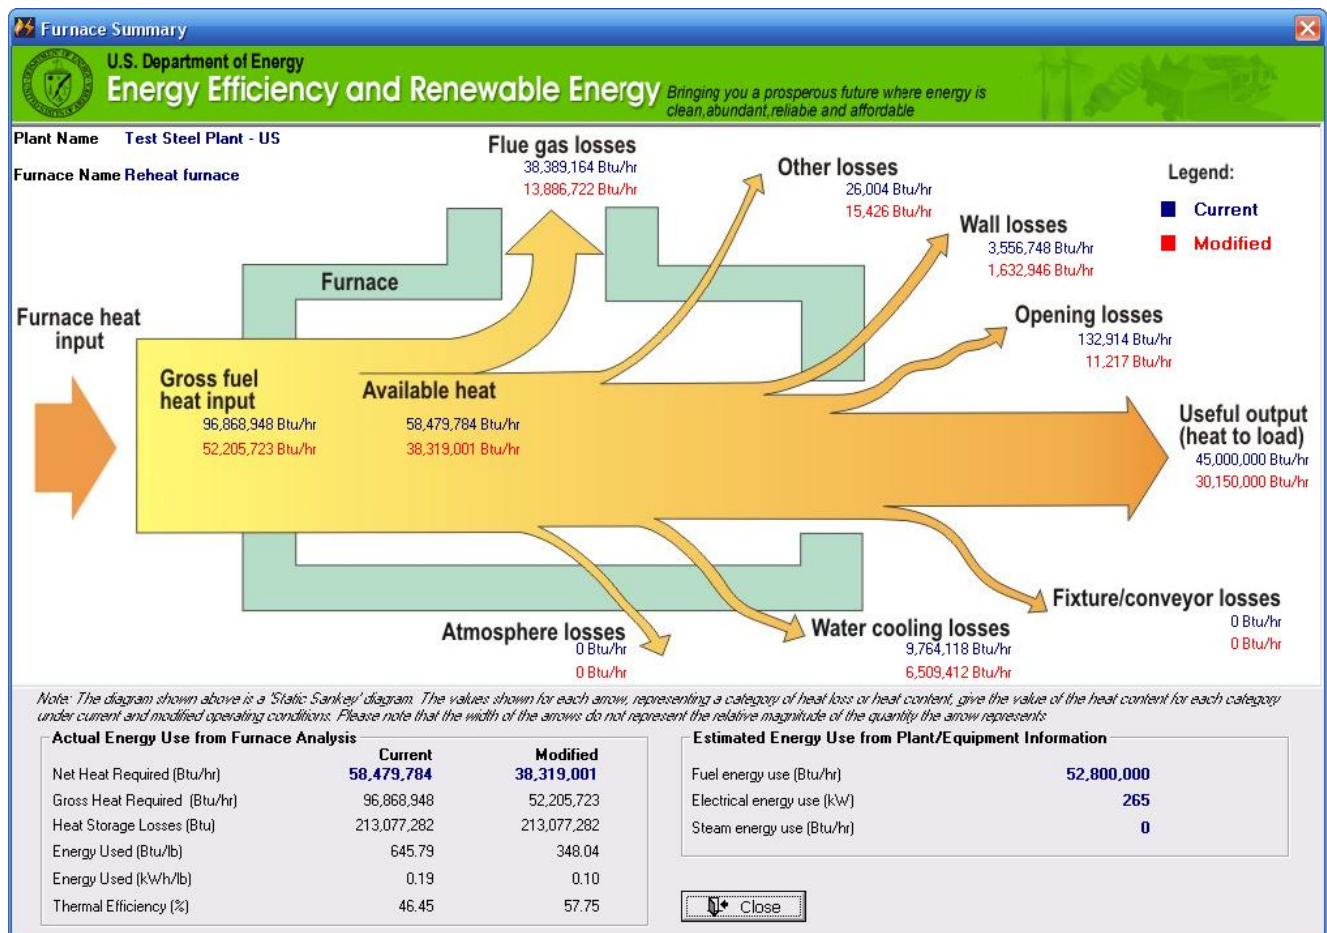 Furnace Summary
U.S. Department of Energy
Energy Efficiency and Renewable Energy
Bringing you a prosperous future where energy is
clean,abundant,reliable and affordable
Plant Name Test Steel Plant - US
Furnace Name Reheat furnace
Flue gas losses
38,389,164 Btu/hr
13,886,722 Btu/hr
Other losses
26,004 Btu/hr
15,426 Btu/hr
Legend:
Current
Modified
Wall losses
3,556,748 Btu/hr
1,632,946 Btu/hr
Furnace
Opening losses
132,914 Btu/hr
11,217 Btu/hr
Furnace heat
input
Gross fuel
heat input
96,868,948 Btu/hr
52,205,723 Btu/hr
Available heat
58,479,784 Btu/hr
38,319,001 Btu/hr
Useful output
(heat to load)
45,000,000 Btu/hr
30,150,000 Btu/hr
Atmosphere losses
0 Btu/hr
0 Btu/hr
Water cooling losses
9,764,118 Btu/hr
6,509,412 Btu/hr
Fixture/conveyor losses
0 Btu/hr
0 Btu/hr
Note: The diagram shown above is a 'Static Sankey' diagram. The values shown for each arrow, representing a category of heat loss or heat content, give the value of the heat content for each category
under current and modified operating conditions. Please note that the width of the arrows do not represent the relative magnitude of the quantity the arrow represents
Actual Energy Use from Furnace Analysis
Current Modified
Net Heat Required (Btu/hr) 58,479,784 38,319,001
Gross Heat Required (Btu/hr) 96,868,948 52,205,723
Heat Storage Losses (Btu) 213,077,282 213,077,282
Energy Used (Btu/lb) 645.79 348.04
Energy Used (kWh/lb) 0.19 0.10
Thermal Efficiency (%) 46.45 57.75
Estimated Energy Use from Plant/Equipment Information
Fuel energy use (Btu/hr) 52,800,000
Electrical energy use (kW) 265
Steam energy use (Btu/hr) 0
Close